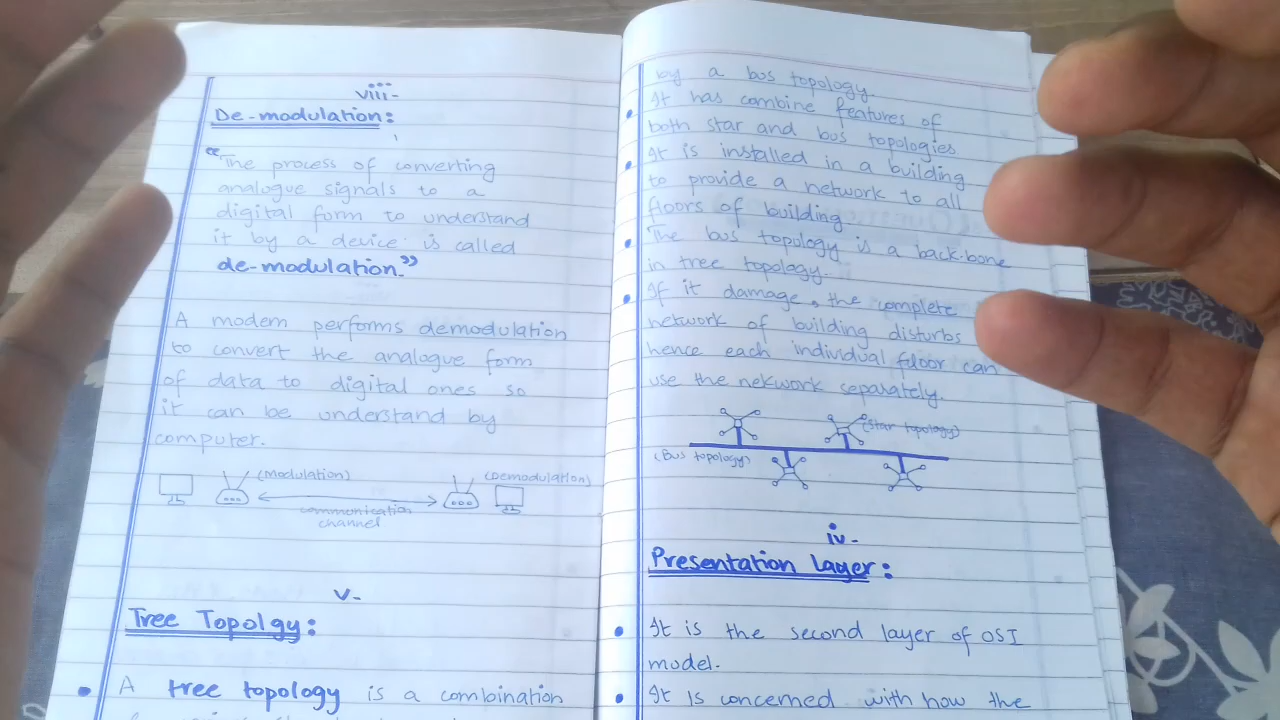 viii-
De-modulation:
“The process of converting
analogue signals to a
digital form to understand
it by a device is called
de-modulation.”
A modem performs demodulation
to convert the analogue form
of data to digital ones so
it can be understand by
computer.
(Modulation)
(Demodulation)
communication
channel
v-
Tree Topolgy:
• A tree topology is a combination
by a bus topology.
• It has combine features of
both star and bus topologies
• It is installed in a building
to provide a network to all
floors of building
• The bus topology is a back-bone
in tree topology.
• If it damage, the complete
network of building disturbs
hence each individual floor can
use the nekwork separately.
(star topology)
(Bus topology)
iv-
Presentation Layer:
• It is the second layer of OSI
model.
• It is concerned with how the